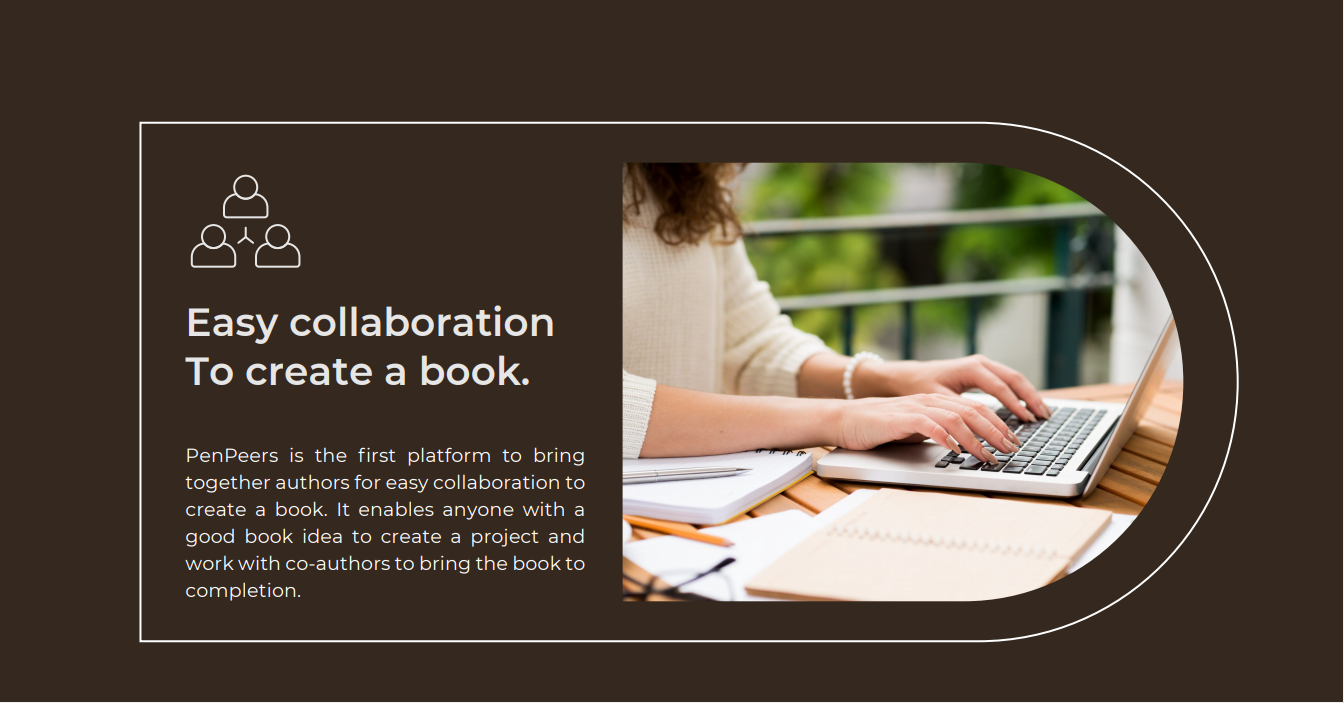 Easy collaboration
To create a book.
PenPeers is the first platform to bring
together authors for easy collaboration to
create a book. It enables anyone with a
good book idea to create a project and
work with co-authors to bring the book to
completion.